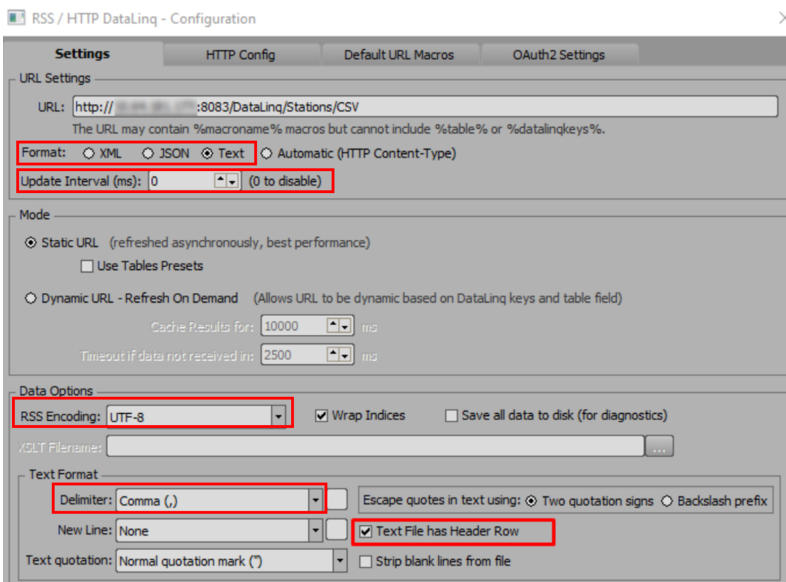 RSS / HTTP DataLinq - Configuration
Settings HTTP Config Default URL Macros OAuth2 Settings
URL Settings
URL: http:// :8083/DataLinq/Stations/CSV
The URL may contain %macroname% macros but cannot include %table% or %datalinqkeys%.
Format: XML JSON Text Automatic (HTTP Content-Type)
Update Interval (ms): 0 (0 to disable)
Mode
Static URL (refreshed asynchronously, best performance)
Use Tables Presets
Dynamic URL - Refresh On Demand (Allows URL to be dynamic based on DataLinq keys and table field)
Cache Results for: 10000 ms
Timeout if data not received in: 2500 ms
Data Options
RSS Encoding: UTF-8 Wrap Indices Save all data to disk (for diagnostics)
XSLT Filename: ...
Text Format
Delimiter: Comma (,) Escape quotes in text using: Two quotation signs Backslash prefix
New Line: None Text File has Header Row
Text quotation: Normal quotation mark (") Strip blank lines from file